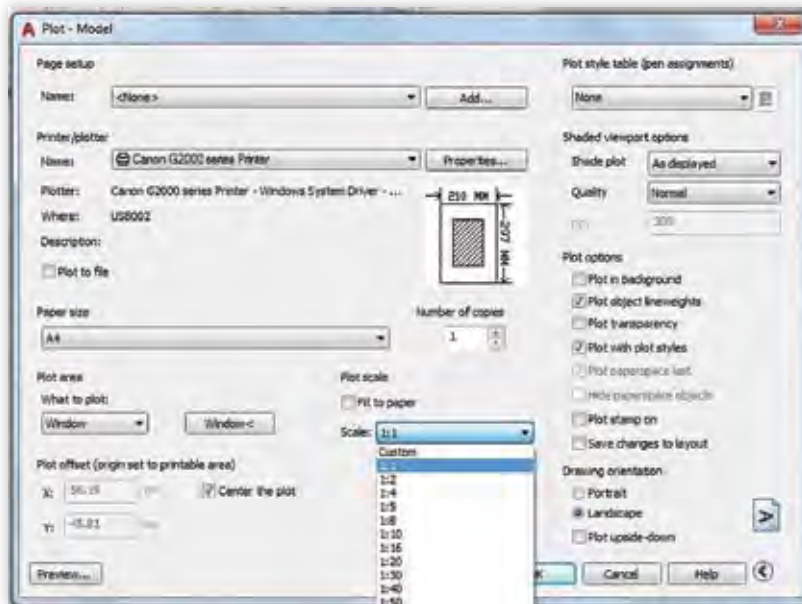 Plot - Model
Page setup
Name: <None> Add...
Printer/plotter
Name: Canon G2000 series Printer Properties...
Plotter: Canon G2000 series Printer - Windows System Driver - ...
Where: USB002
Description:
Plot to file
210 MM
297 MM
Paper size
A4
Number of copies
1
Plot area
What to plot:
Window Window<
Plot scale
Fit to paper
Scale: 1:1
Custom
1:1
1:2
1:4
1:5
1:8
1:10
1:16
1:20
1:30
1:40
1:50
Plot offset (origin set to printable area)
X: Center the plot
Y:
Preview...
Plot style table (pen assignments)
None
Shaded viewport options
Shade plot As displayed
Quality Normal
300
Plot options
Plot in background
Plot object lineweights
Plot transparency
Plot with plot styles
Plot paperspace last
Hide paperspace objects
Plot stamp on
Save changes to layout
Drawing orientation
Portrait
Landscape
Plot upside-down
A
Cancel Help